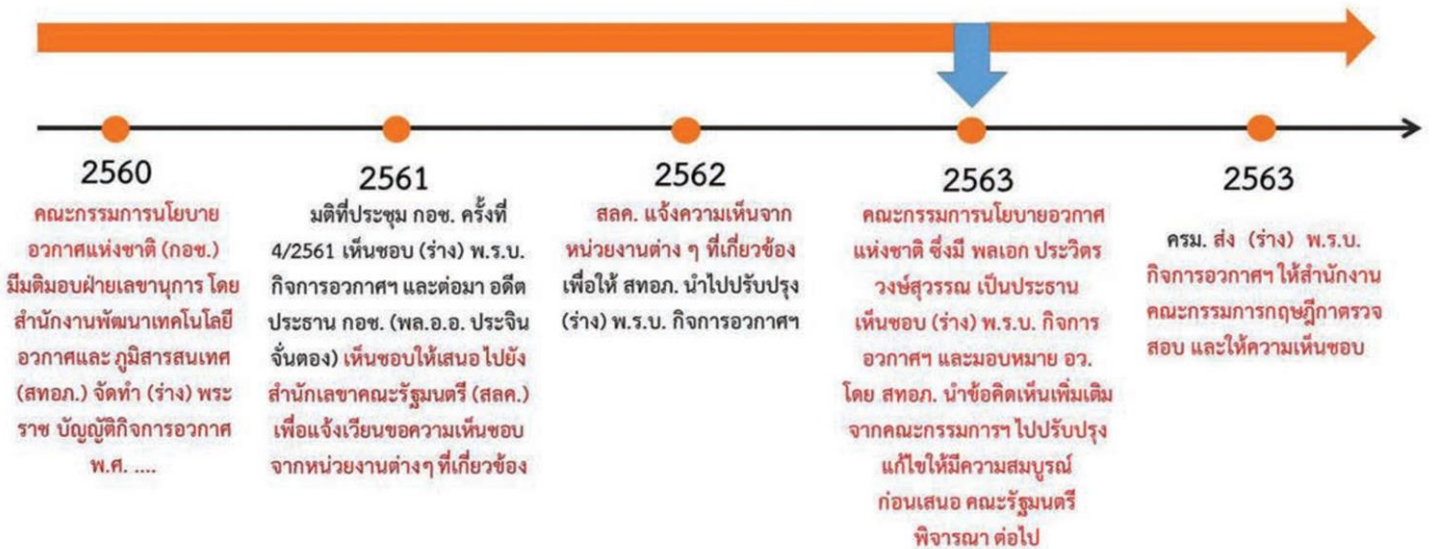 2560
คณะกรรมการนโยบาย
อวกาศแห่งชาติ (กอช.)
มีมติมอบฝ่ายเลขานุการ โดย
สำนักงานพัฒนาเทคโนโลยี
อวกาศและ ภูมิสารสนเทศ
(สทอภ.) จัดทำ (ร่าง) พระ
ราช บัญญัติกิจการอวกาศ
พ.ศ. ....
2561
มติที่ประชุม กอช. ครั้งที่
4/2561 เห็นชอบ (ร่าง) พ.ร.บ.
กิจการอวกาศฯ และต่อมา อดีต
ประธาน กอช. (พล.อ.อ. ประจิน
จั่นตอง) เห็นชอบให้เสนอ ไปยัง
สำนักเลขาคณะรัฐมนตรี (สลค.)
เพื่อแจ้งเวียนขอความเห็นชอบ
จากหน่วยงานต่างๆ ที่เกี่ยวข้อง
2562
สลค. แจ้งความเห็นจาก
หน่วยงานต่าง ๆ ที่เกี่ยวข้อง
เพื่อให้ สทอภ. นำไปปรับปรุง
(ร่าง) พ.ร.บ. กิจการอวกาศฯ
2563
คณะกรรมการนโยบายอวกาศ
แห่งชาติ ซึ่งมี พลเอก ประวิตร
วงษ์สุวรรณ เป็นประธาน
เห็นชอบ (ร่าง) พ.ร.บ. กิจการ
อวกาศฯ และมอบหมาย อว.
โดย สทอภ. นำข้อคิดเห็นเพิ่มเติม
จากคณะกรรมการฯ ไปปรับปรุง
แก้ไขให้มีความสมบูรณ์
ก่อนเสนอ คณะรัฐมนตรี
พิจารณา ต่อไป
2563
ครม. ส่ง (ร่าง) พ.ร.บ.
กิจการอวกาศฯ ให้สำนักงาน
คณะกรรมการกฤษฎีกาตรวจ
สอบ และให้ความเห็นชอบ